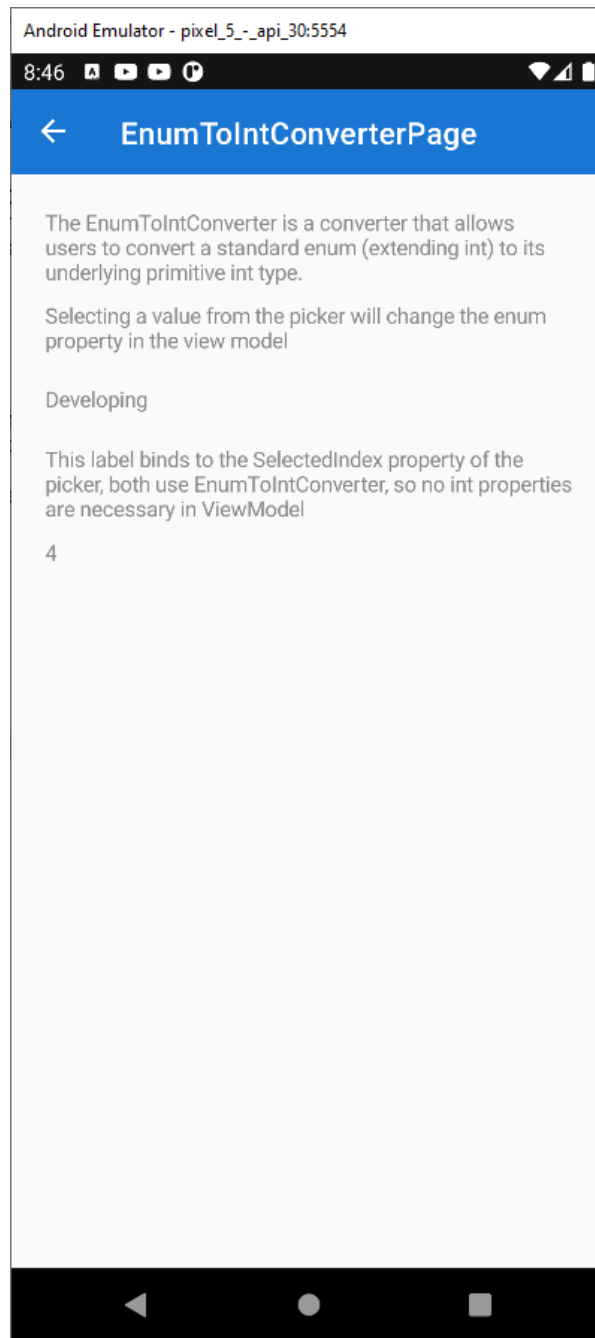 Android Emulator - pixel_5_-_api_30:5554
8:46
EnumToIntConverterPage
The EnumToIntConverter is a converter that allows
users to convert a standard enum (extending int) to its
underlying primitive int type.
Selecting a value from the picker will change the enum
property in the view model
Developing
This label binds to the SelectedIndex property of the
picker, both use EnumToIntConverter, so no int properties
are necessary in ViewModel
4